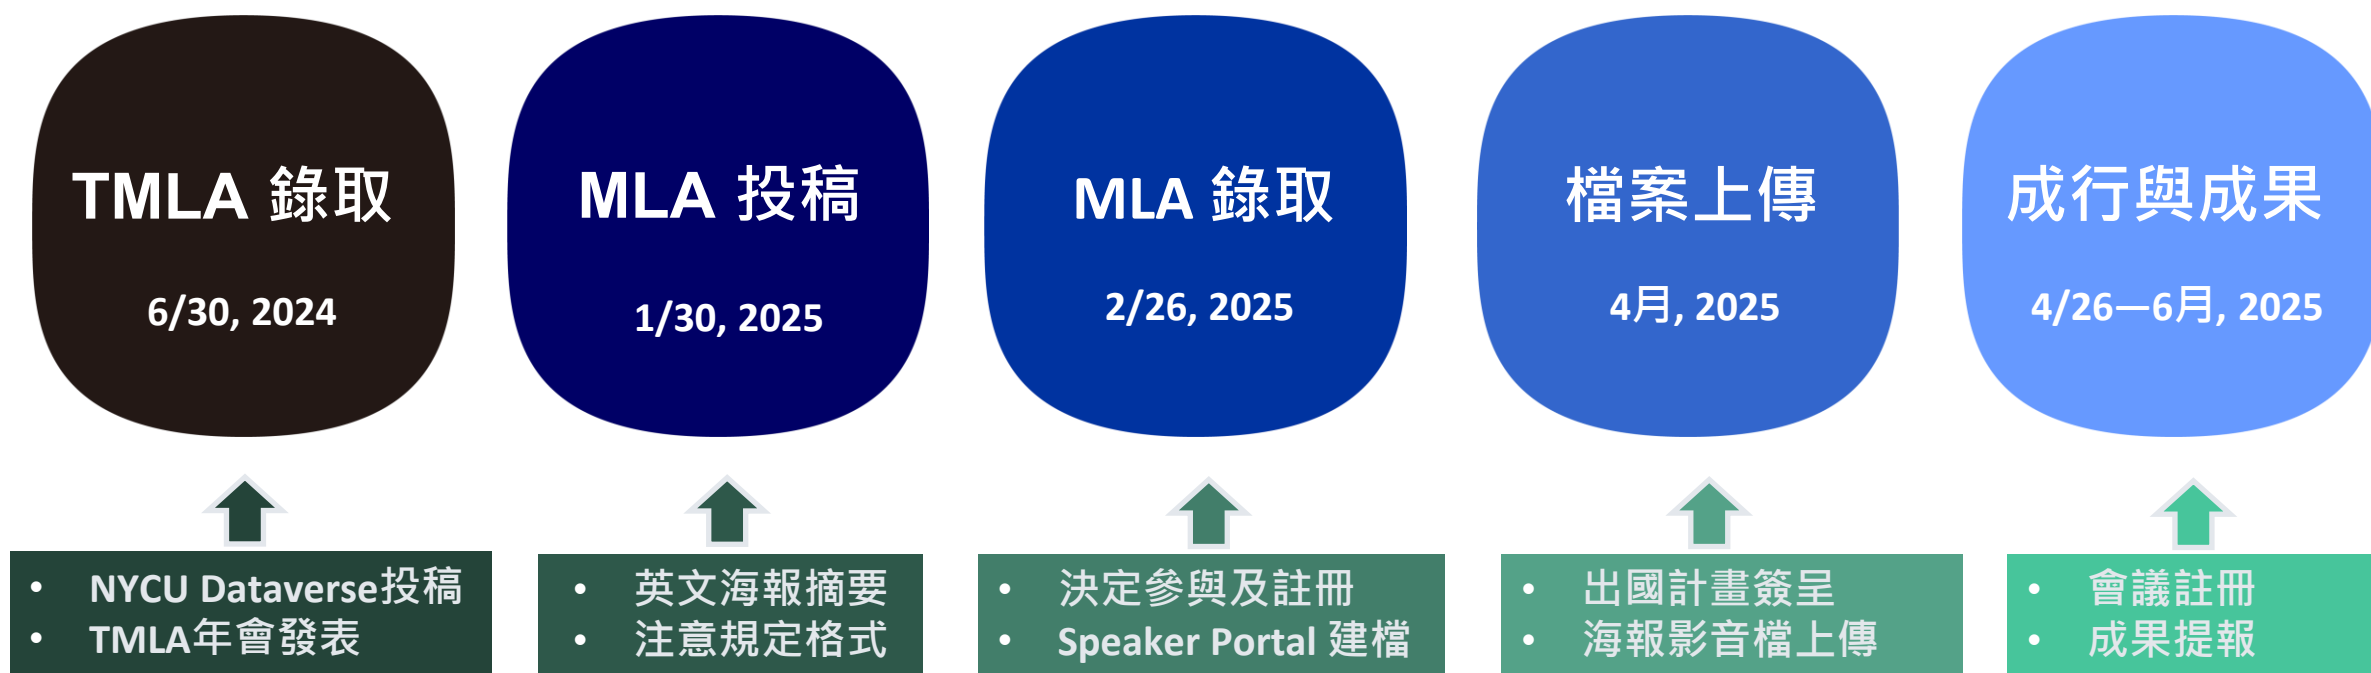 TMLA 錄取
6/30, 2024
MLA 投稿
1/30, 2025
MLA 錄取
2/26, 2025
檔案上傳
4月, 2025
成行與成果
4/26—6月, 2025
• NYCU Dataverse投稿
• TMLA年會發表
• 英文海報摘要
• 注意規定格式
• 決定參與及註冊
• Speaker Portal 建檔
• 出國計畫簽呈
• 海報影音檔上傳
• 會議註冊
• 成果提報